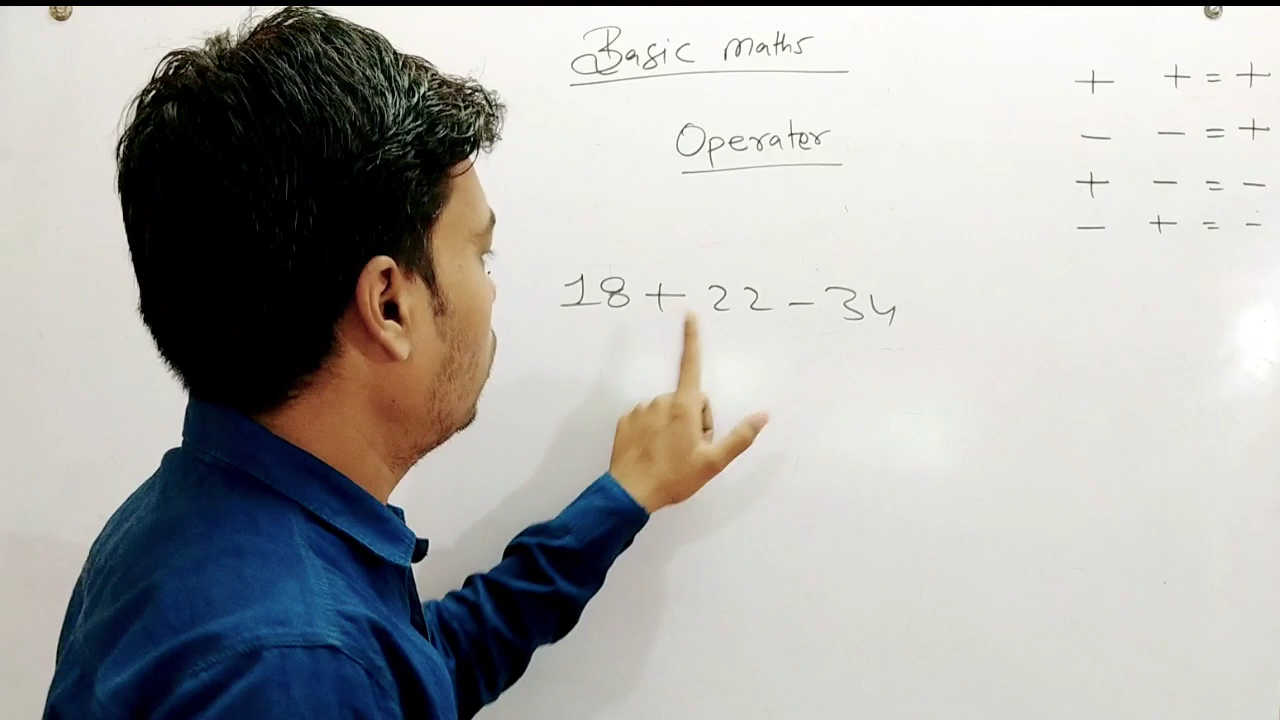 Basic maths
Operater
+ + = +
- - = +
+ - = -
- + = -
18 + 22 - 34